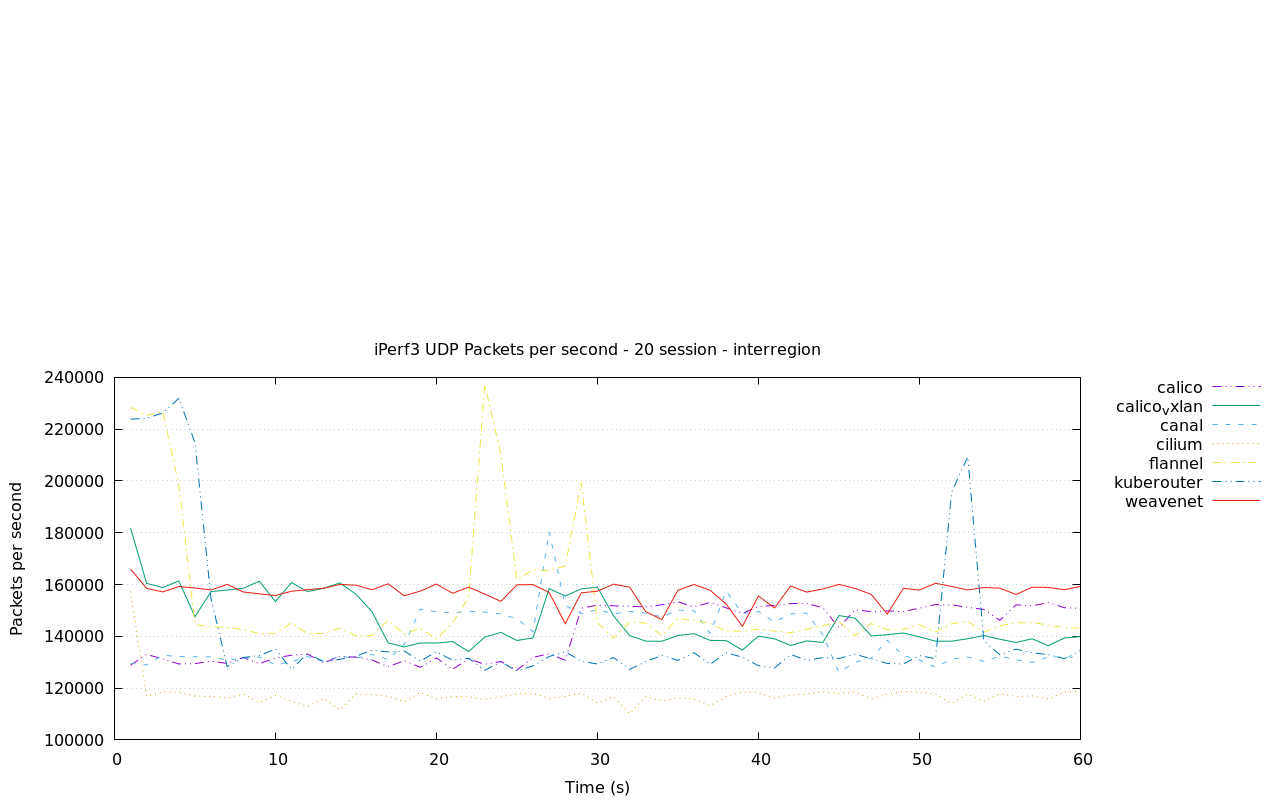 iPerf3 UDP Packets per second - 20 session - interregion
240000
220000
200000
180000
160000
140000
120000
100000
Packets per second
0 10 20 30 40 50 60
Time (s)
calico
calicovxlan
canal
cilium
flannel
kuberouter
weavenet